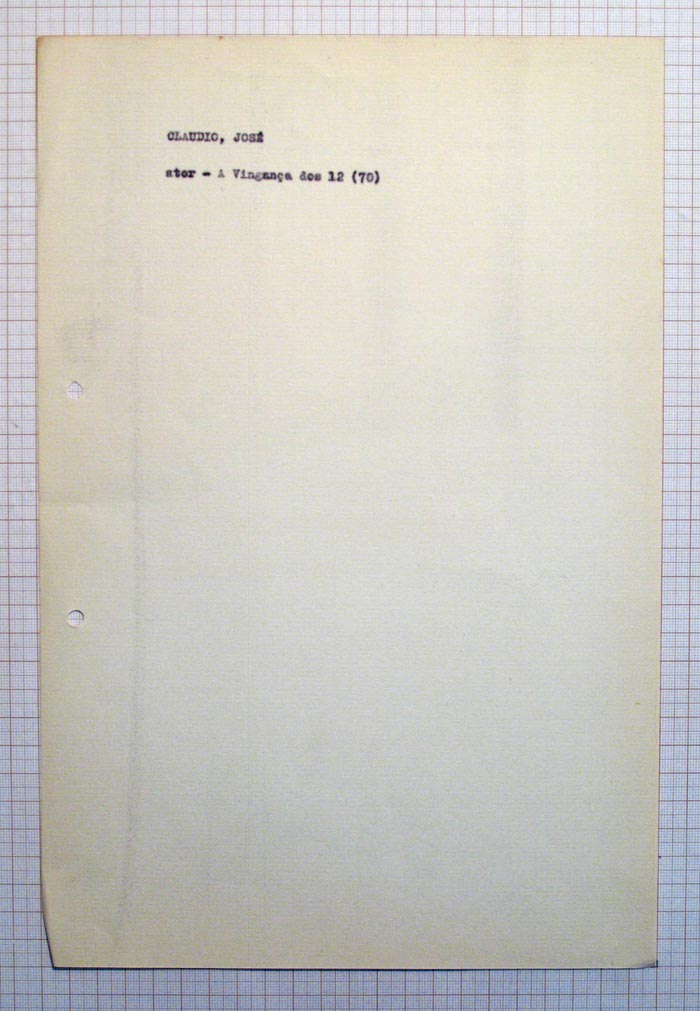 CLAUDIO, JOSÉ
ator - A Vingança dos 12 (70)